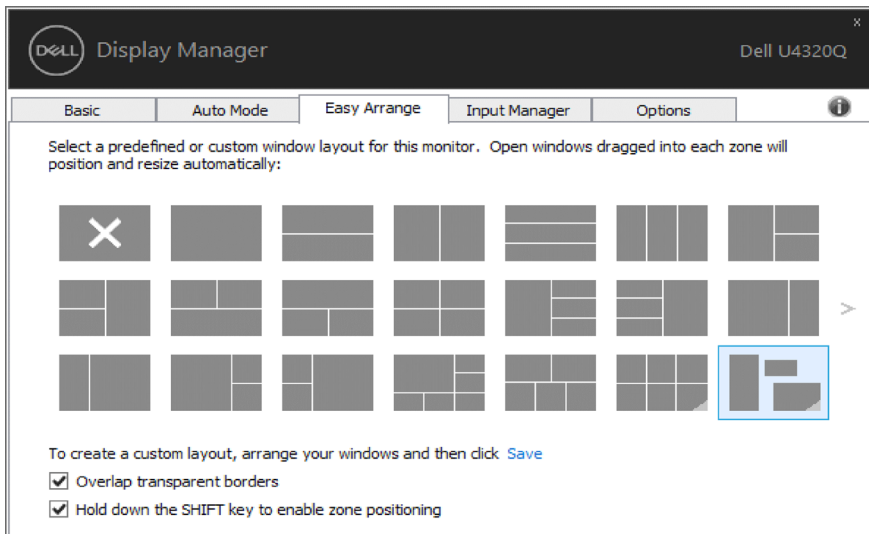 x
DELL Display Manager
Dell U4320Q
Basic Auto Mode Easy Arrange Input Manager Options
Select a predefined or custom window layout for this monitor. Open windows dragged into each zone will
position and resize automatically:
>
To create a custom layout, arrange your windows and then click Save
Overlap transparent borders
Hold down the SHIFT key to enable zone positioning